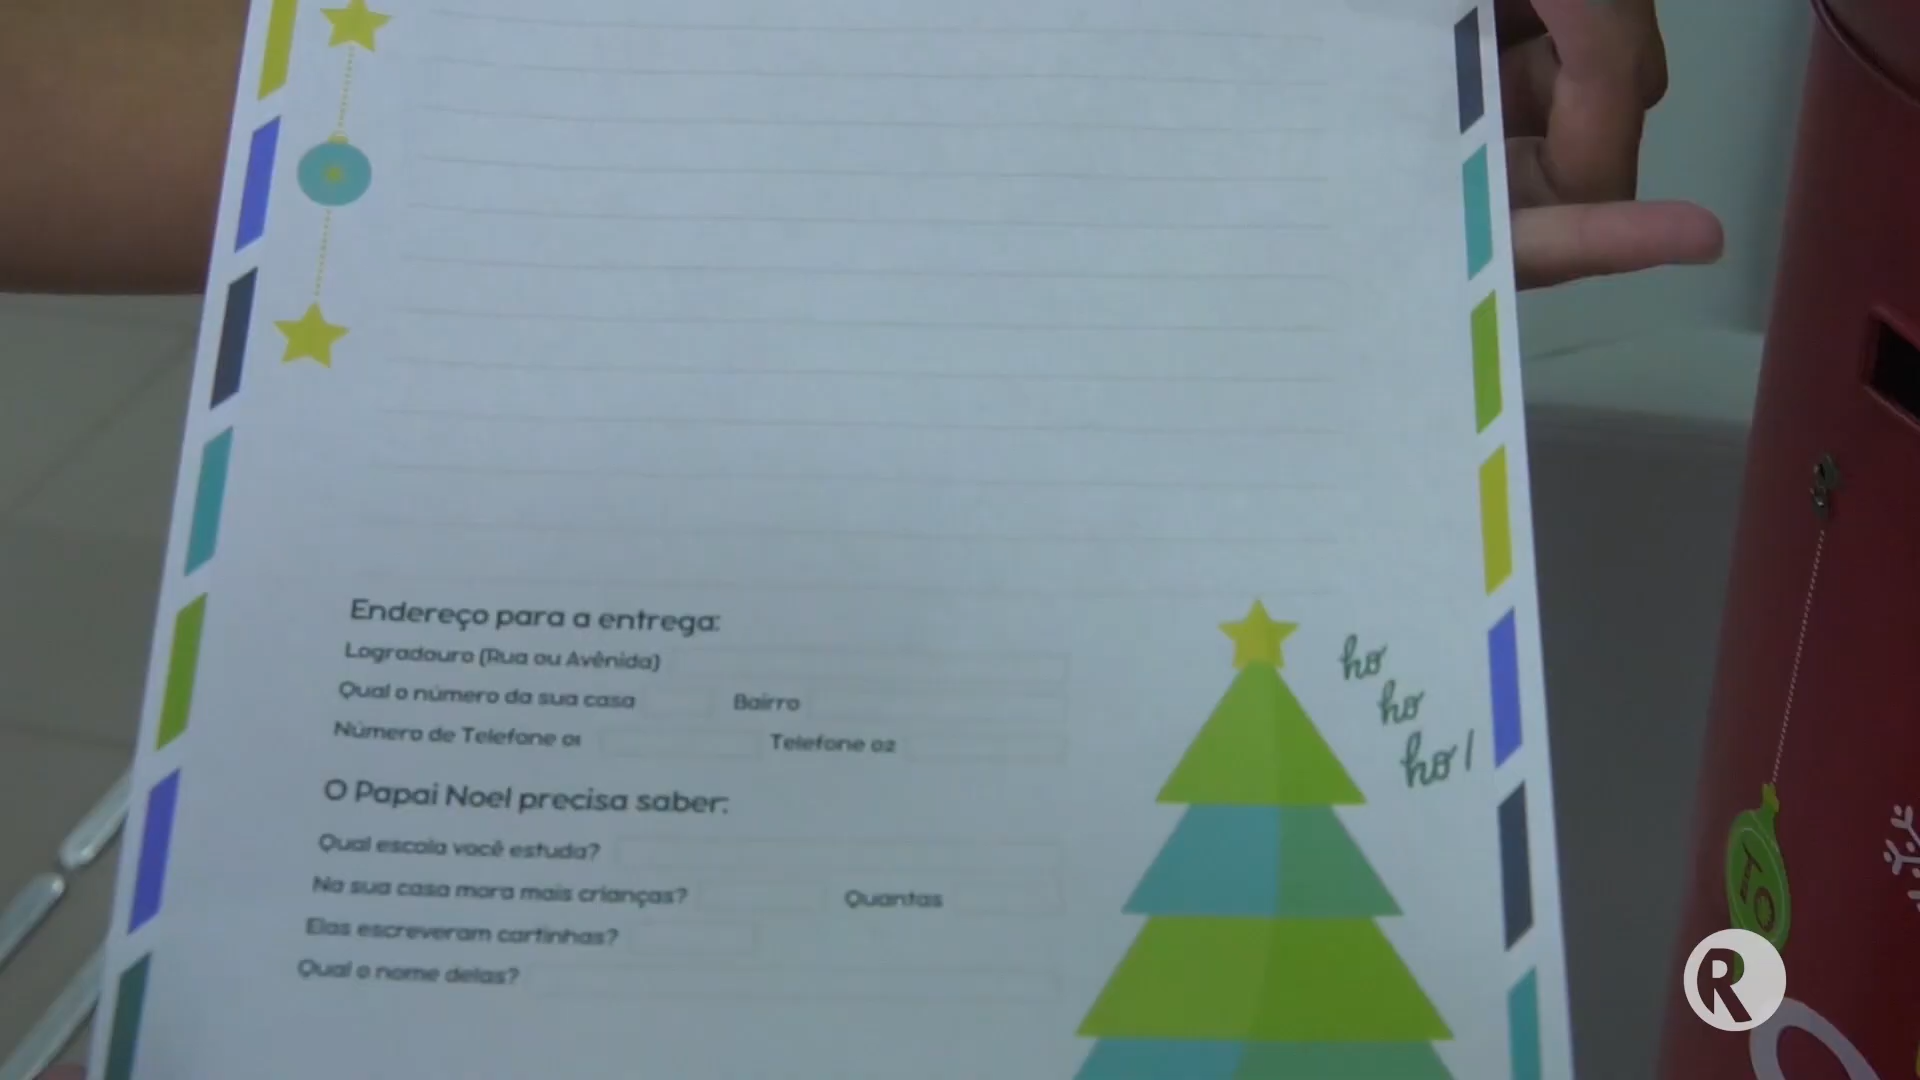 Endereço para a entrega:
Logradouro (Rua ou Avênida)
Qual o número da sua casa Bairro
Número de Telefone 01 Telefone 02
O Papai Noel precisa saber:
Qual escola você estuda?
Na sua casa mora mais crianças? Quantas
Elas escreveram cartinhas?
Qual o nome delas?
ho
ho
ho!
R